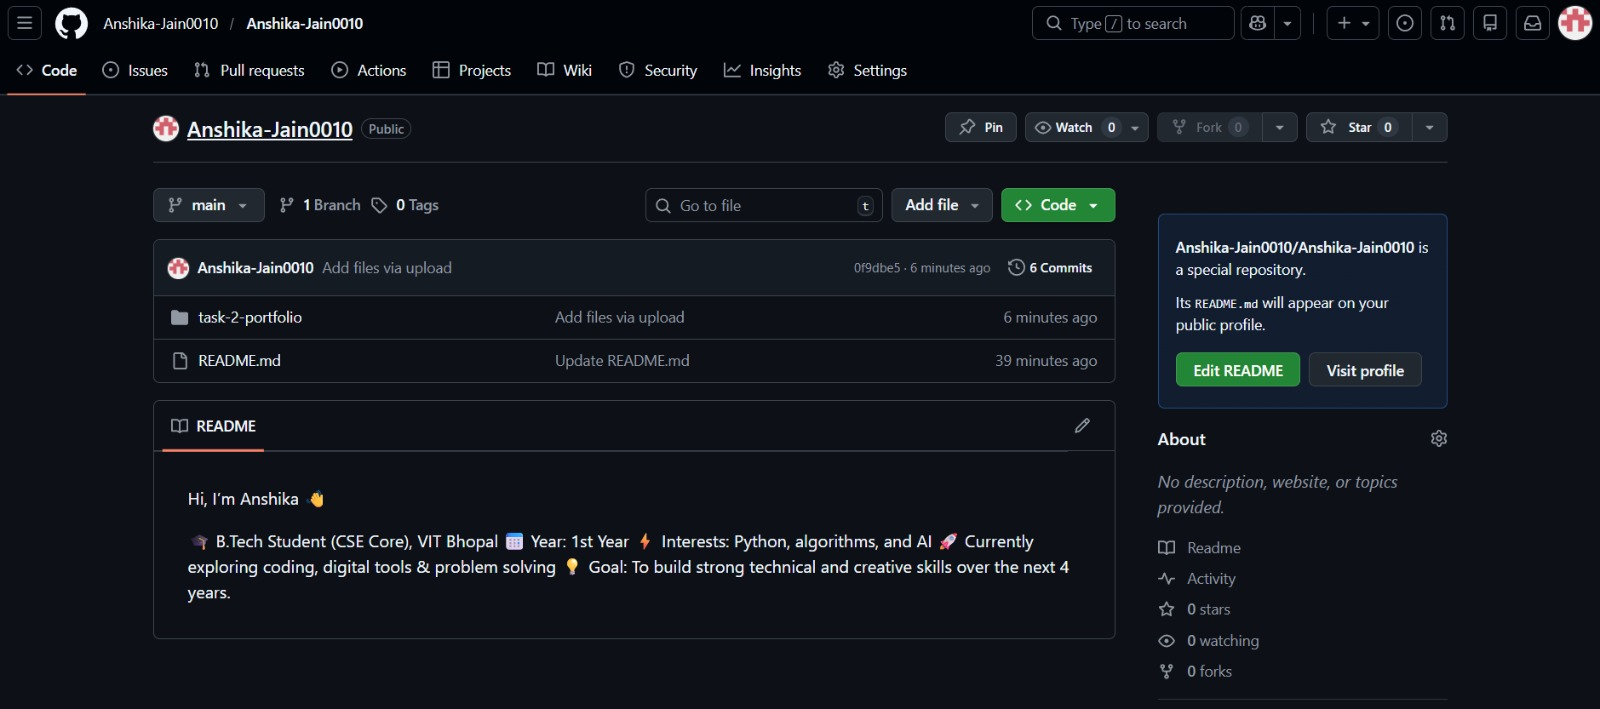 Anshika-Jain0010 / Anshika-Jain0010
Type / to search
Code Issues Pull requests Actions Projects Wiki Security Insights Settings
Anshika-Jain0010 Public
Pin Watch 0 Fork 0 Star 0
main 1 Branch 0 Tags
Go to file t
Add file Code
Anshika-Jain0010 Add files via upload 0f9dbe5 · 6 minutes ago 6 Commits
task-2-portfolio Add files via upload 6 minutes ago
README.md Update README.md 39 minutes ago
README
Hi, I'm Anshika 👋
🎓 B.Tech Student (CSE Core), VIT Bhopal 📅 Year: 1st Year ⚡ Interests: Python, algorithms, and AI 🚀 Currently
exploring coding, digital tools & problem solving 💡 Goal: To build strong technical and creative skills over the next 4
years.
Anshika-Jain0010/Anshika-Jain0010 is
a special repository.
Its README.md will appear on your
public profile.
Edit README Visit profile
About
No description, website, or topics
provided.
Readme
Activity
0 stars
0 watching
0 forks